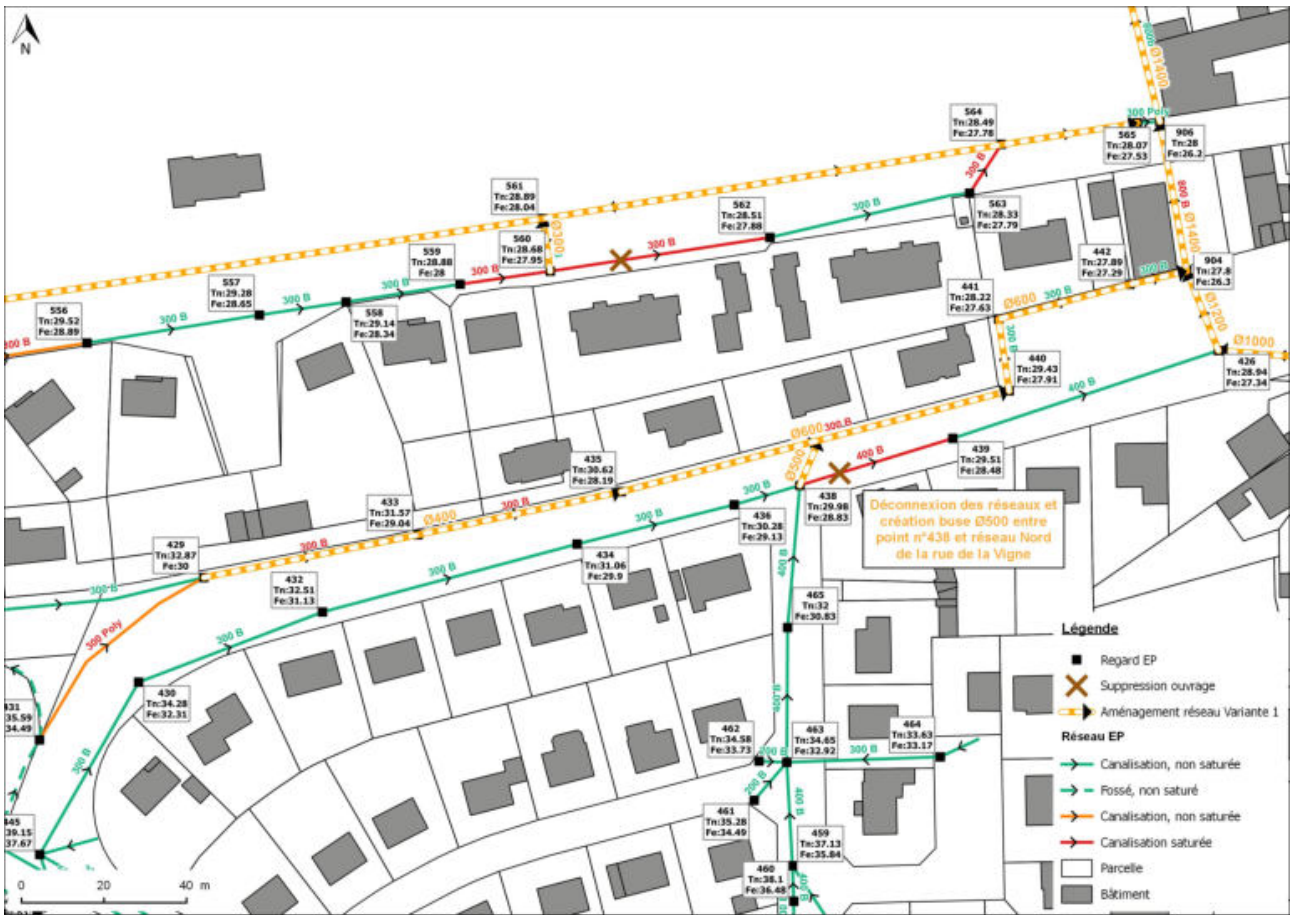 N
564
Tn:28.49
Fe:27.78
Ø1400
300 Poly
565
Tn:28.07
Fe:27.53
906
Tn:28
Fe:26.2
561
Tn:28.89
Fe:28.04
562
Tn:28.51
Fe:27.88
300 B
300 B
563
Tn:28.33
Fe:27.79
800 B
Ø1400
560
Tn:28.68
Fe:27.95
Ø300
300 B
559
Tn:28.88
Fe:28
300 B
300 B
557
Tn:29.28
Fe:28.65
300 B
558
Tn:29.14
Fe:28.34
556
Tn:29.52
Fe:28.89
300 B
442
Tn:27.89
Fe:27.29
300 B
904
Tn:27.8
Fe:26.3
441
Tn:28.22
Fe:27.63
Ø600
300 B
Ø1200
Ø1000
440
Tn:29.43
Fe:27.91
426
Tn:28.94
Fe:27.34
400 B
Ø600
300 B
Ø500
400 B
439
Tn:29.51
Fe:28.48
435
Tn:30.62
Fe:28.19
300 B
433
Tn:31.57
Fe:29.04
Ø400
300 B
300 B
438
Tn:29.98
Fe:28.83
436
Tn:30.28
Fe:29.13
300 B
Déconnexion des réseaux et
création buse Ø500 entre
point n°438 et réseau Nord
de la rue de la Vigne
429
Tn:32.87
Fe:30
300 B
434
Tn:31.06
Fe:29.9
300 B
432
Tn:32.51
Fe:31.13
400 B
465
Tn:32
Fe:30.83
300 Poly
300 B
430
Tn:34.28
Fe:32.31
300 B
431
35.59
34.49
400 B
462
Tn:34.58
Fe:33.73
200 B
463
Tn:34.65
Fe:32.92
300 B
464
Tn:33.63
Fe:33.17
200 B
461
Tn:35.28
Fe:34.49
400 B
459
Tn:37.13
Fe:35.84
460
Tn:38.1
Fe:36.48
445
39.15
37.67
0 20 40 m
Légende
Regard EP
Suppression ouvrage
Aménagement réseau Variante 1
Réseau EP
Canalisation, non saturée
Fossé, non saturé
Canalisation, non saturée
Canalisation saturée
Parcelle
Bâtiment